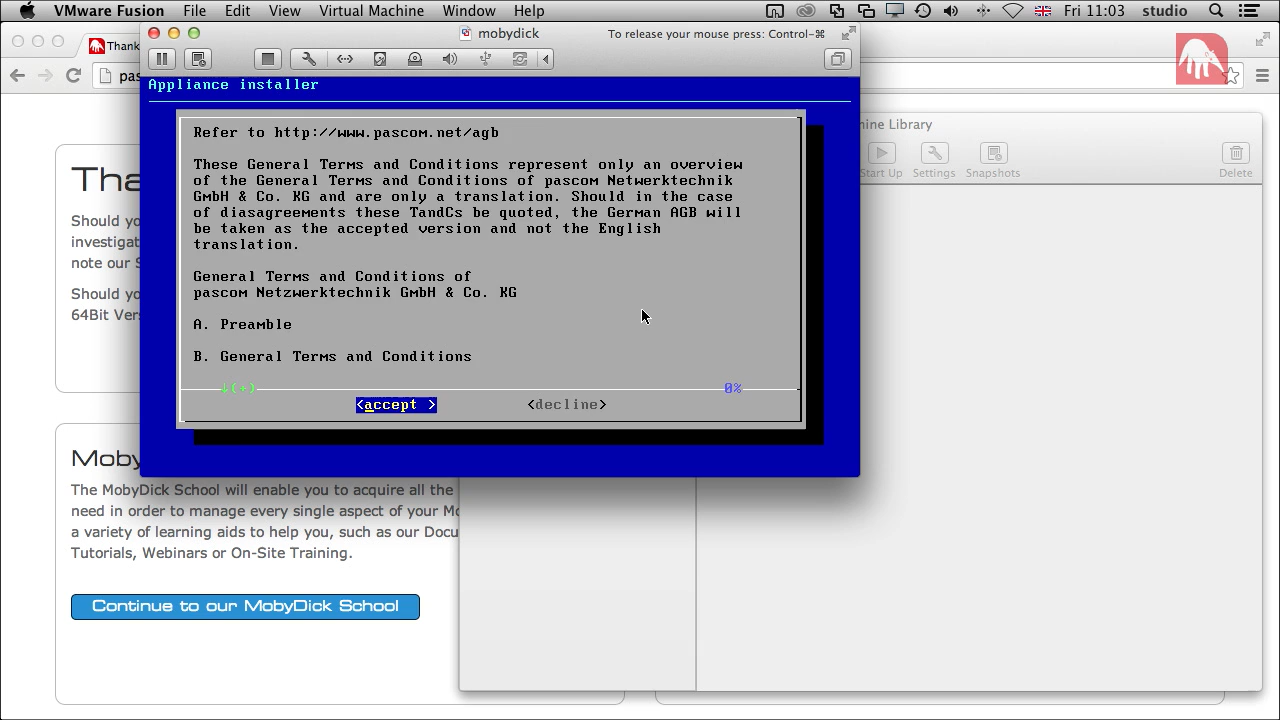 VMware Fusion File Edit View Virtual Machine Window Help Fri 11:03 studio
Thank
mobydick
To release your mouse press: Control-⌘
Appliance installer
Refer to http://www.pascom.net/agb
These General Terms and Conditions represent only an overview
of the General Terms and Conditions of pascom Netwerktechnik
GmbH & Co. KG and are only a translation. Should in the case
of diasagreements these TandCs be quoted, the German AGB will
be taken as the accepted version and not the English
translation.
General Terms and Conditions of
pascom Netzwerktechnik GmbH & Co. KG
A. Preamble
B. General Terms and Conditions
↓(+) 0%
<accept > <decline>
Library
Start Up Settings Snapshots Delete
Tha
Should yo
investigat
note our S
Should yo
64Bit Vers
Moby
The MobyDick School will enable you to acquire all the
need in order to manage every single aspect of your Mo
a variety of learning aids to help you, such as our Docu
Tutorials, Webinars or On-Site Training.
Continue to our MobyDick School